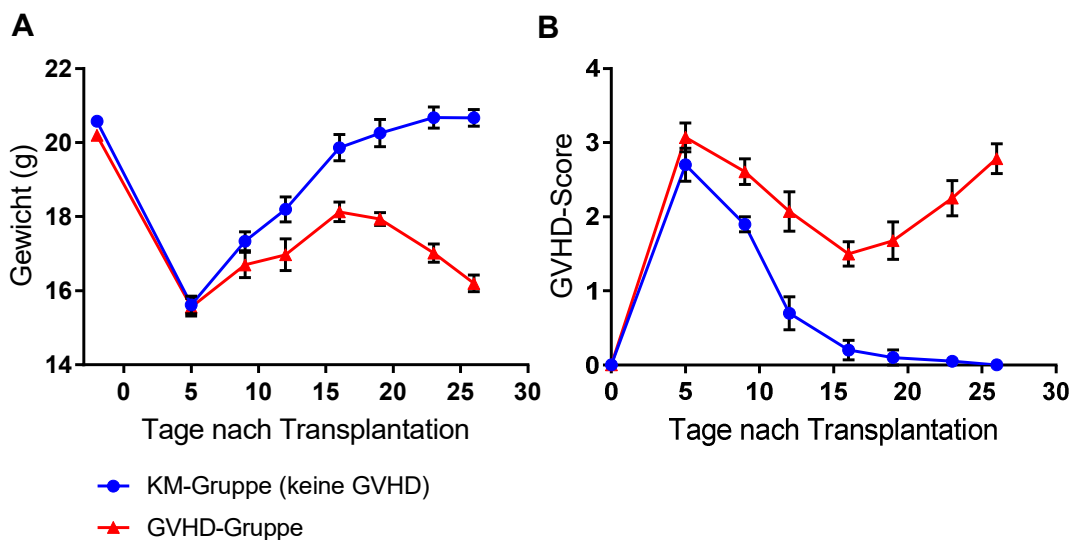 A
Gewicht (g)
22
20
18
16
14
0 5 10 15 20 25 30
Tage nach Transplantation
B
GVHD-Score
4
3
2
1
0
0 5 10 15 20 25 30
Tage nach Transplantation
KM-Gruppe (keine GVHD)
GVHD-Gruppe